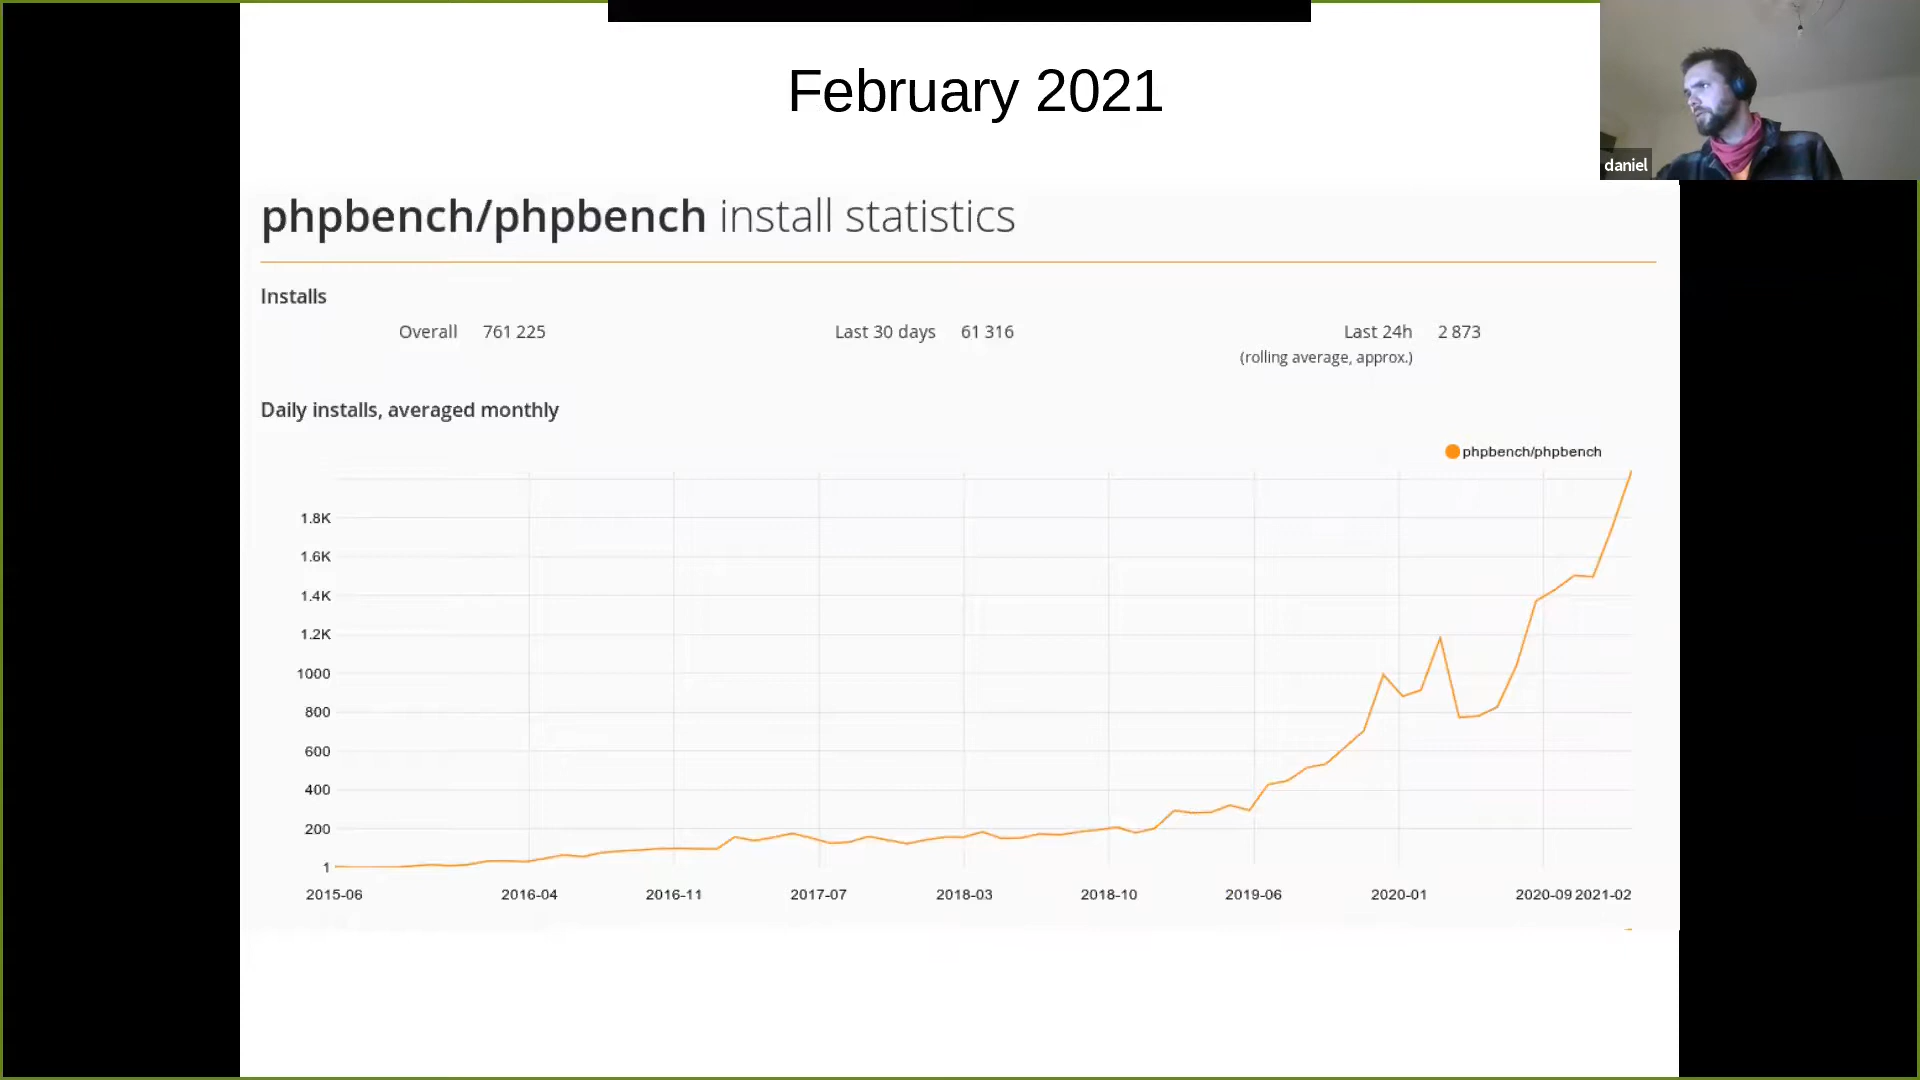 February 2021
daniel
phpbench/phpbench install statistics
Installs
Overall 761 225 Last 30 days 61 316 Last 24h 2 873
(rolling average, approx.)
Daily installs, averaged monthly
phpbench/phpbench
1.8K
1.6K
1.4K
1.2K
1000
800
600
400
200
1
2015-06 2016-04 2016-11 2017-07 2018-03 2018-10 2019-06 2020-01 2020-09 2021-02